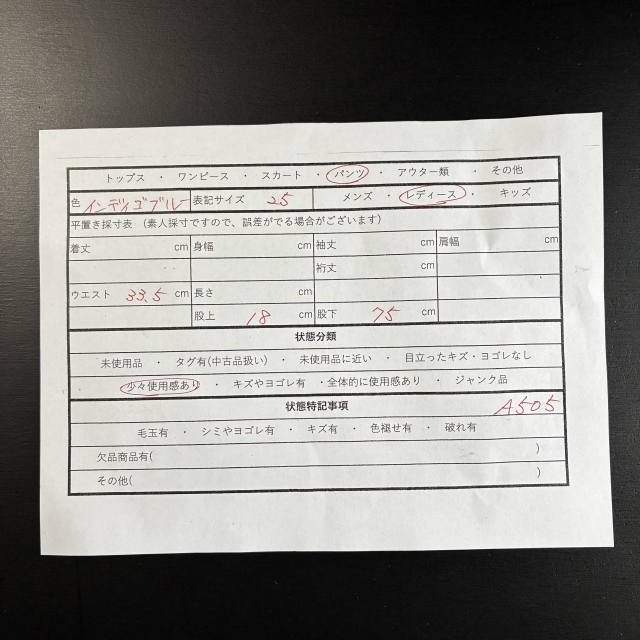 トップス ・ ワンピース ・ スカート ・ パンツ ・ アウター類 ・ その他
色 インディゴブルー 表記サイズ 25 メンズ ・ レディース ・ キッズ
平置き採寸表 (素人採寸ですので、誤差がでる場合がございます)
着丈 cm 身幅 cm 袖丈 cm 肩幅 cm
裄丈 cm
ウエスト 33.5 cm 長さ cm
股上 18 cm 股下 75 cm
状態分類
未使用品 ・ タグ有(中古品扱い) ・ 未使用品に近い ・ 目立ったキズ・ヨゴレなし
少々使用感あり ・ キズやヨゴレ有 ・全体的に使用感あり ・ ジャンク品
状態特記事項 A505
毛玉有 ・ シミやヨゴレ有 ・ キズ有 ・ 色褪せ有 ・ 破れ有
欠品商品有( )
その他( )